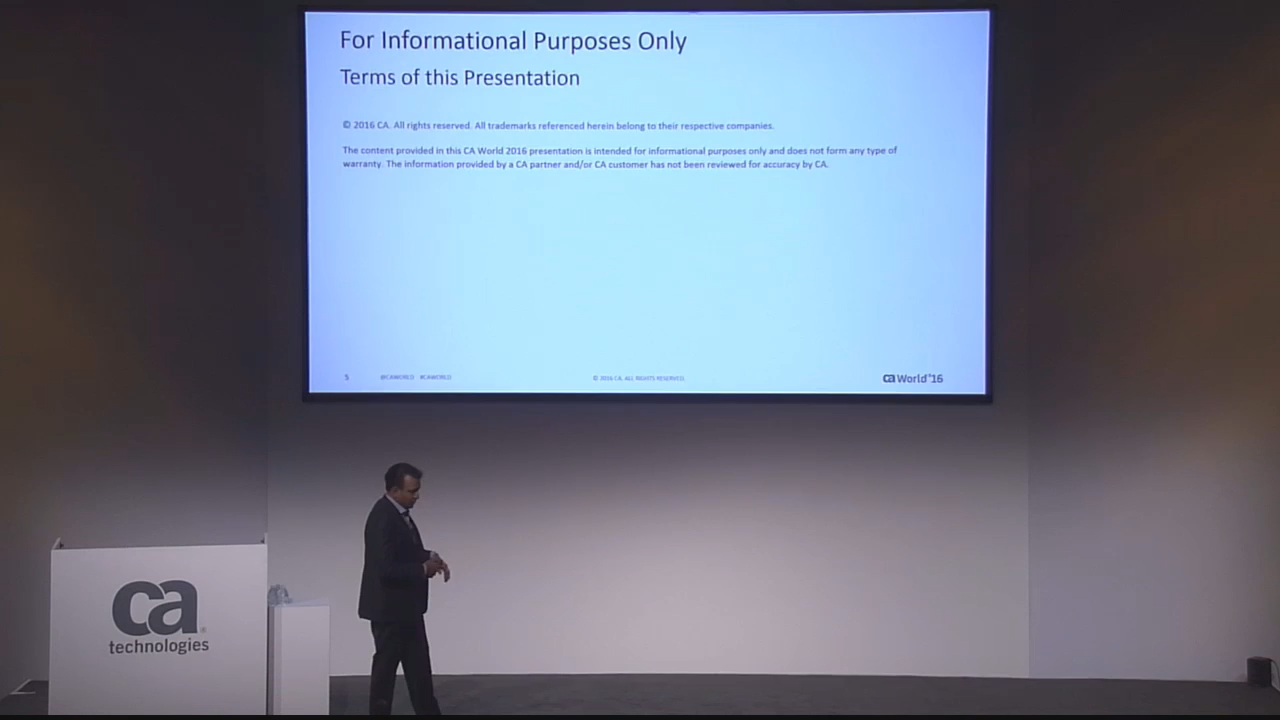 For Informational Purposes Only
Terms of this Presentation
© 2016 CA. All rights reserved. All trademarks referenced herein belong to their respective companies.
The content provided in this CA World 2016 presentation is intended for informational purposes only and does not form any type of
warranty. The information provided by a CA partner and/or CA customer has not been reviewed for accuracy by CA.
5 @CAWORLD #CAWORLD © 2016 CA. ALL RIGHTS RESERVED. ca World '16
ca
technologies